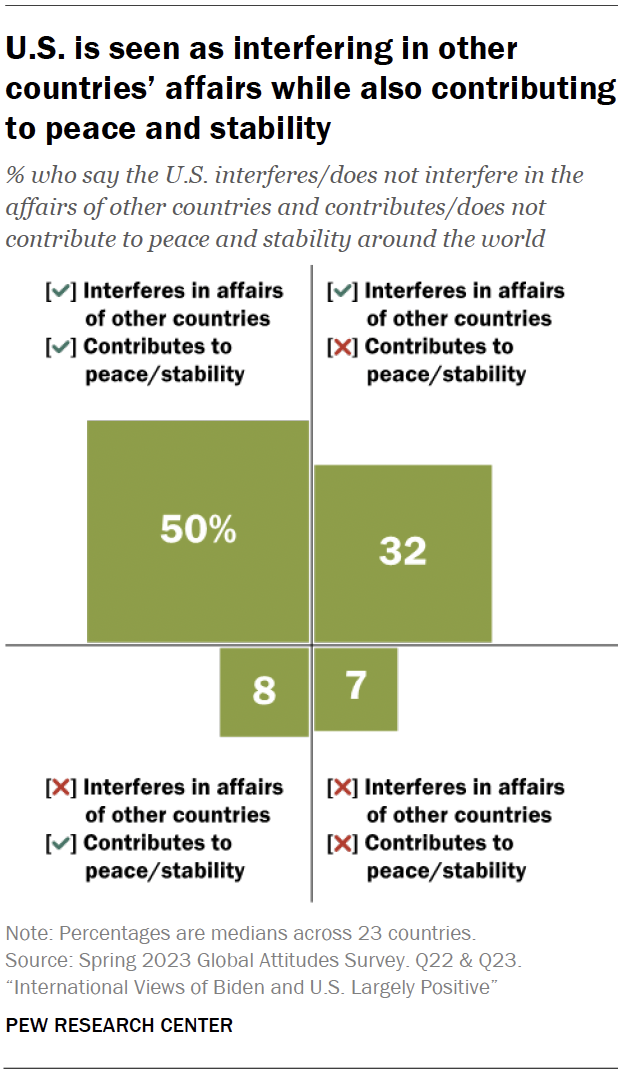 U.S. is seen as interfering in other
countries’ affairs while also contributing
to peace and stability
% who say the U.S. interferes/does not interfere in the
affairs of other countries and contributes/does not
contribute to peace and stability around the world
[✓] Interferes in affairs
of other countries
[✓] Contributes to
peace/stability
[✓] Interferes in affairs
of other countries
[✗] Contributes to
peace/stability
50%
32
8
7
[✗] Interferes in affairs
of other countries
[✓] Contributes to
peace/stability
[✗] Interferes in affairs
of other countries
[✗] Contributes to
peace/stability
Note: Percentages are medians across 23 countries.
Source: Spring 2023 Global Attitudes Survey. Q22 & Q23.
“International Views of Biden and U.S. Largely Positive”
PEW RESEARCH CENTER